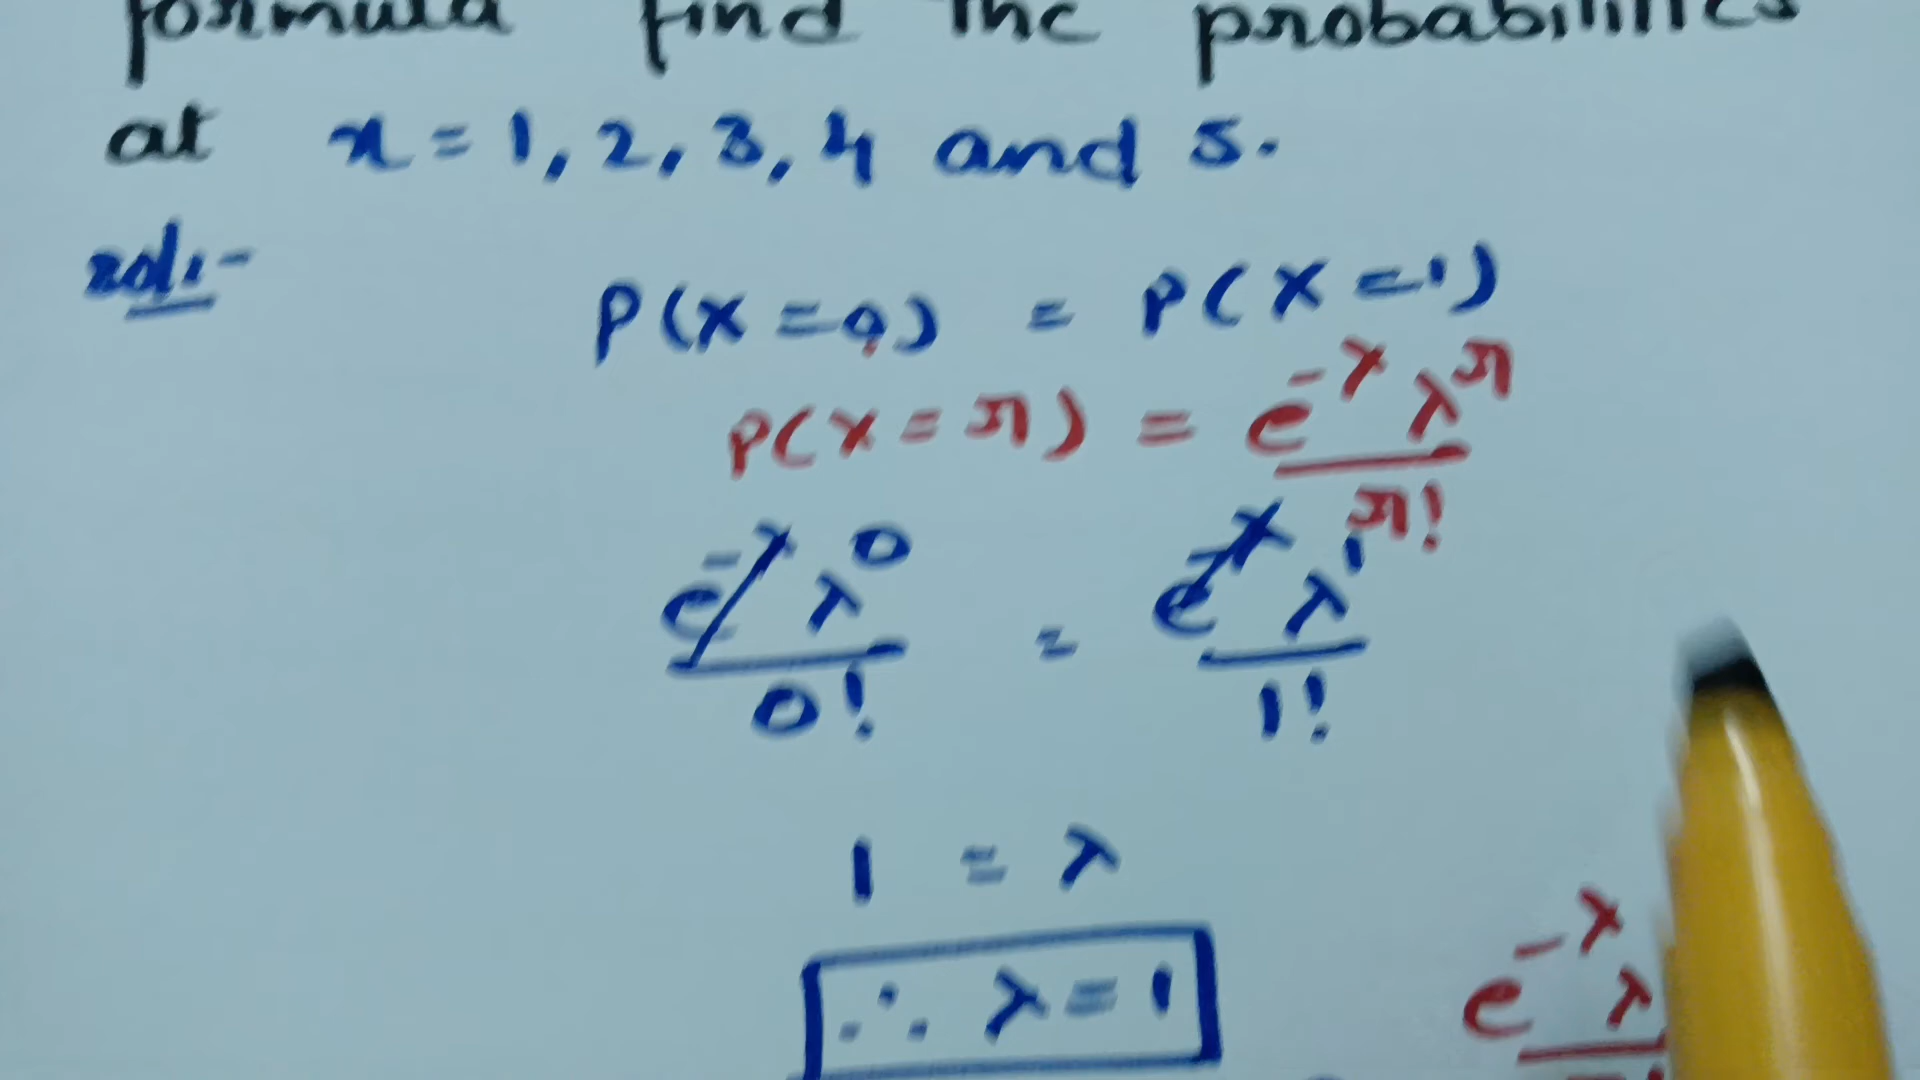 formula find the probabilities
at x = 1, 2, 3, 4 and 5.
sol:-
P(X=0) = P(X=1)
P(X=x) = e^-λ λ^x / x!
e^-λ λ^0 / 0! = e^-λ λ^1 / 1!
1 = λ
∴ λ = 1
e^-λ λ